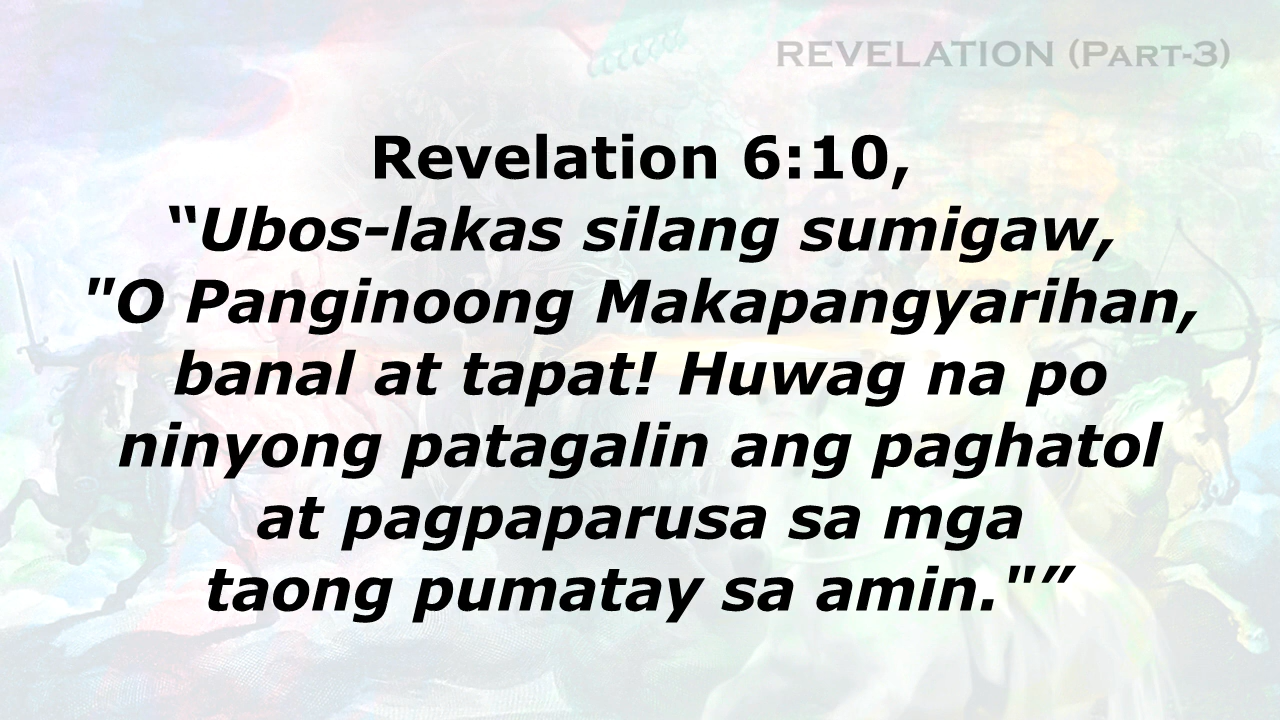 REVELATION (PART-3)
Revelation 6:10,
“Ubos-lakas silang sumigaw,
"O Panginoong Makapangyarihan,
banal at tapat! Huwag na po
ninyong patagalin ang paghatol
at pagpaparusa sa mga
taong pumatay sa amin."”